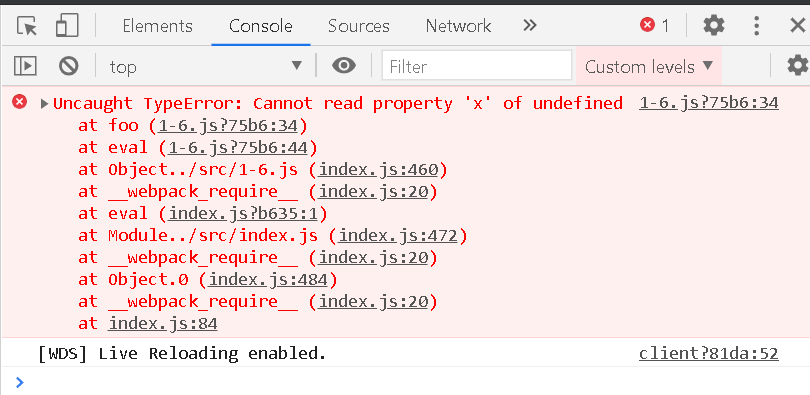 Elements Console Sources Network » 1
top Filter Custom levels
Uncaught TypeError: Cannot read property 'x' of undefined 1-6.js?75b6:34
at foo (1-6.js?75b6:34)
at eval (1-6.js?75b6:44)
at Object../src/1-6.js (index.js:460)
at __webpack_require__ (index.js:20)
at eval (index.js?b635:1)
at Module../src/index.js (index.js:472)
at __webpack_require__ (index.js:20)
at Object.0 (index.js:484)
at __webpack_require__ (index.js:20)
at index.js:84
[WDS] Live Reloading enabled. client?81da:52